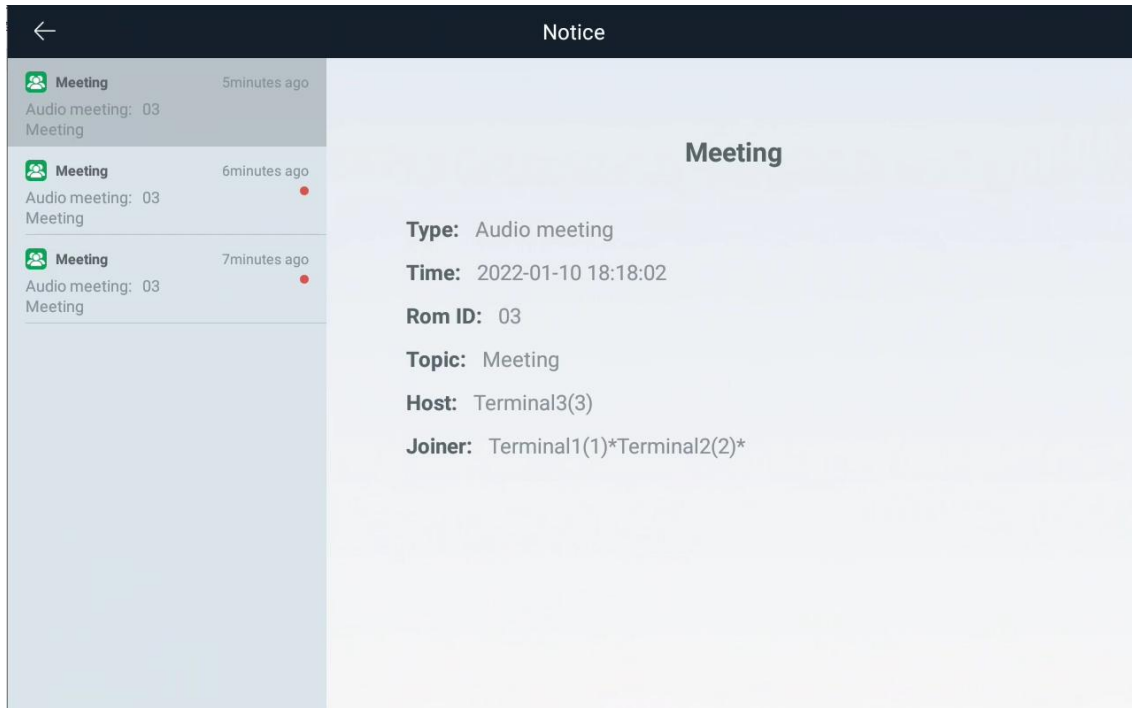 Notice
Meeting 5minutes ago
Audio meeting: 03
Meeting
Meeting 6minutes ago
Audio meeting: 03
Meeting
Meeting 7minutes ago
Audio meeting: 03
Meeting
Meeting
Type: Audio meeting
Time: 2022-01-10 18:18:02
Rom ID: 03
Topic: Meeting
Host: Terminal3(3)
Joiner: Terminal1(1)*Terminal2(2)*